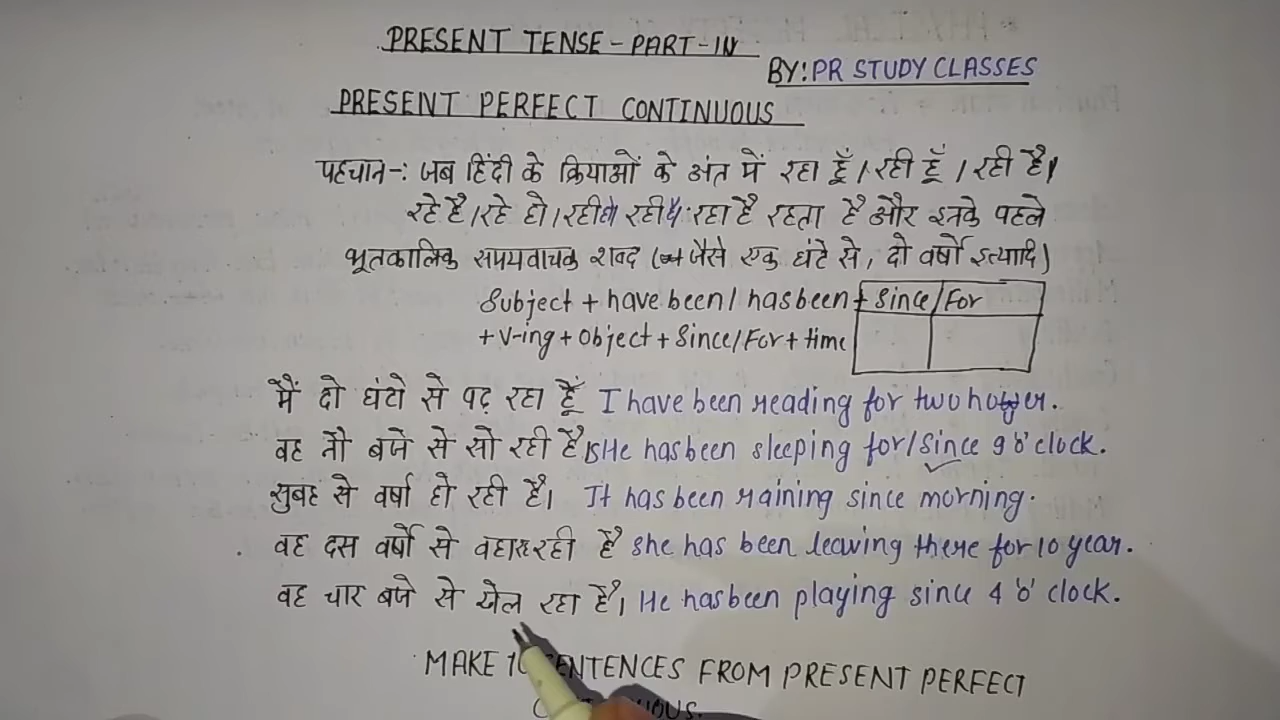 PRESENT TENSE - PART-IV
BY: PR STUDY CLASSES
PRESENT PERFECT CONTINUOUS
पहचान-: जब हिंदी के क्रियाओं के अंत में रहा हूँ। रही हूँ । रही है।
रहे है। रहे हो। रही हो रही है: रहा है रहता है और इनके पहले
भूतकालिक समयवाचक शब्द ( जैसे एक घंटे से, दो वर्षो इत्यादि)
Subject + have been / has been + Since / For
+ V-ing + Object + Since/For + time
मैं दो घंटो से पढ़ रहा हूँ I have been reading for two hower.
वह नौ बजे से सो रही है। sHe has been sleeping for/since 9 o' clock.
सुबह से वर्षा हो रही है। It has been raining since morning.
वह दस वर्षो से वहा रह रही है she has been leaving there for 10 year.
वह चार बजे से खेल रहा है। He has been playing since 4 'o' clock.
MAKE 10 SENTENCES FROM PRESENT PERFECT